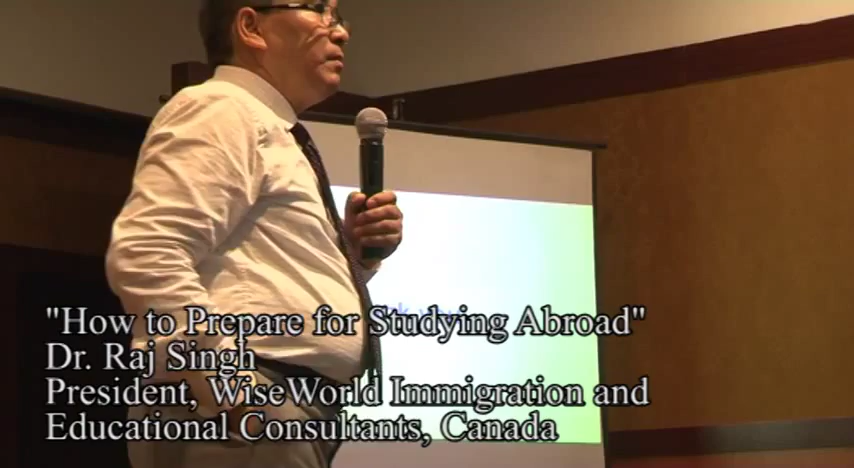 "How to Prepare for Studying Abroad"
Dr. Raj Singh
President, WiseWorld Immigration and
Educational Consultants, Canada